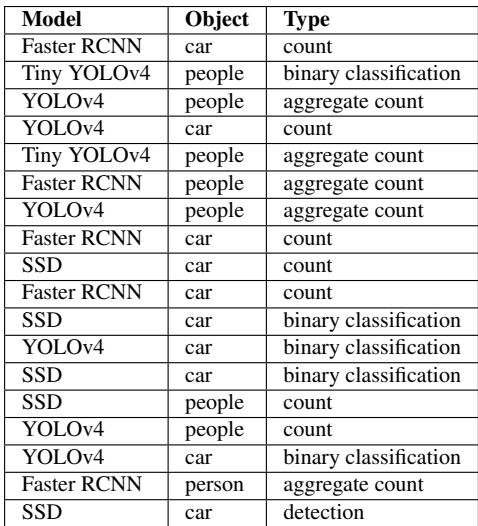 Model Object Type
Faster RCNN car count
Tiny YOLOv4 people binary classification
YOLOv4 people aggregate count
YOLOv4 car count
Tiny YOLOv4 people aggregate count
Faster RCNN people aggregate count
YOLOv4 people aggregate count
Faster RCNN car count
SSD car count
Faster RCNN car count
SSD car binary classification
YOLOv4 car binary classification
SSD car binary classification
SSD people count
YOLOv4 people count
YOLOv4 car binary classification
Faster RCNN person aggregate count
SSD car detection